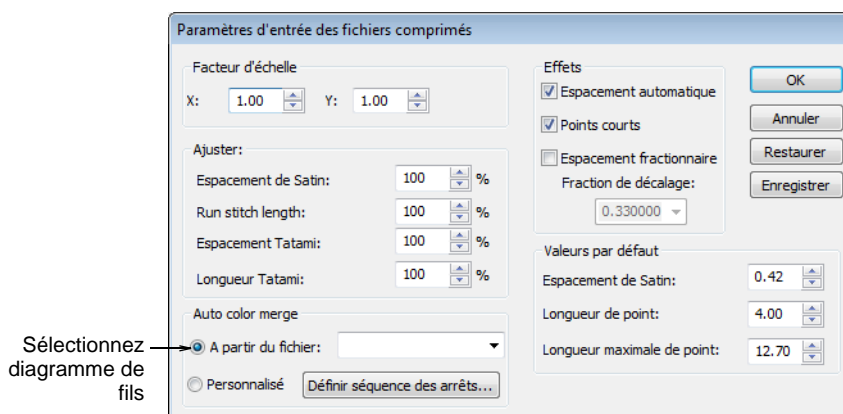 Paramètres d'entrée des fichiers comprimés
Facteur d'échelle
X: 1.00 Y: 1.00
Ajuster:
Espacement de Satin: 100 %
Run stitch length: 100 %
Espacement Tatami: 100 %
Longueur Tatami: 100 %
Auto color merge
A partir du fichier:
Personnalisé Définir séquence des arrêts...
Effets
Espacement automatique
Points courts
Espacement fractionnaire
Fraction de décalage:
0.330000
Valeurs par défaut
Espacement de Satin: 0.42
Longueur de point: 4.00
Longueur maximale de point: 12.70
OK
Annuler
Restaurer
Enregistrer
Sélectionnez
diagramme de
fils